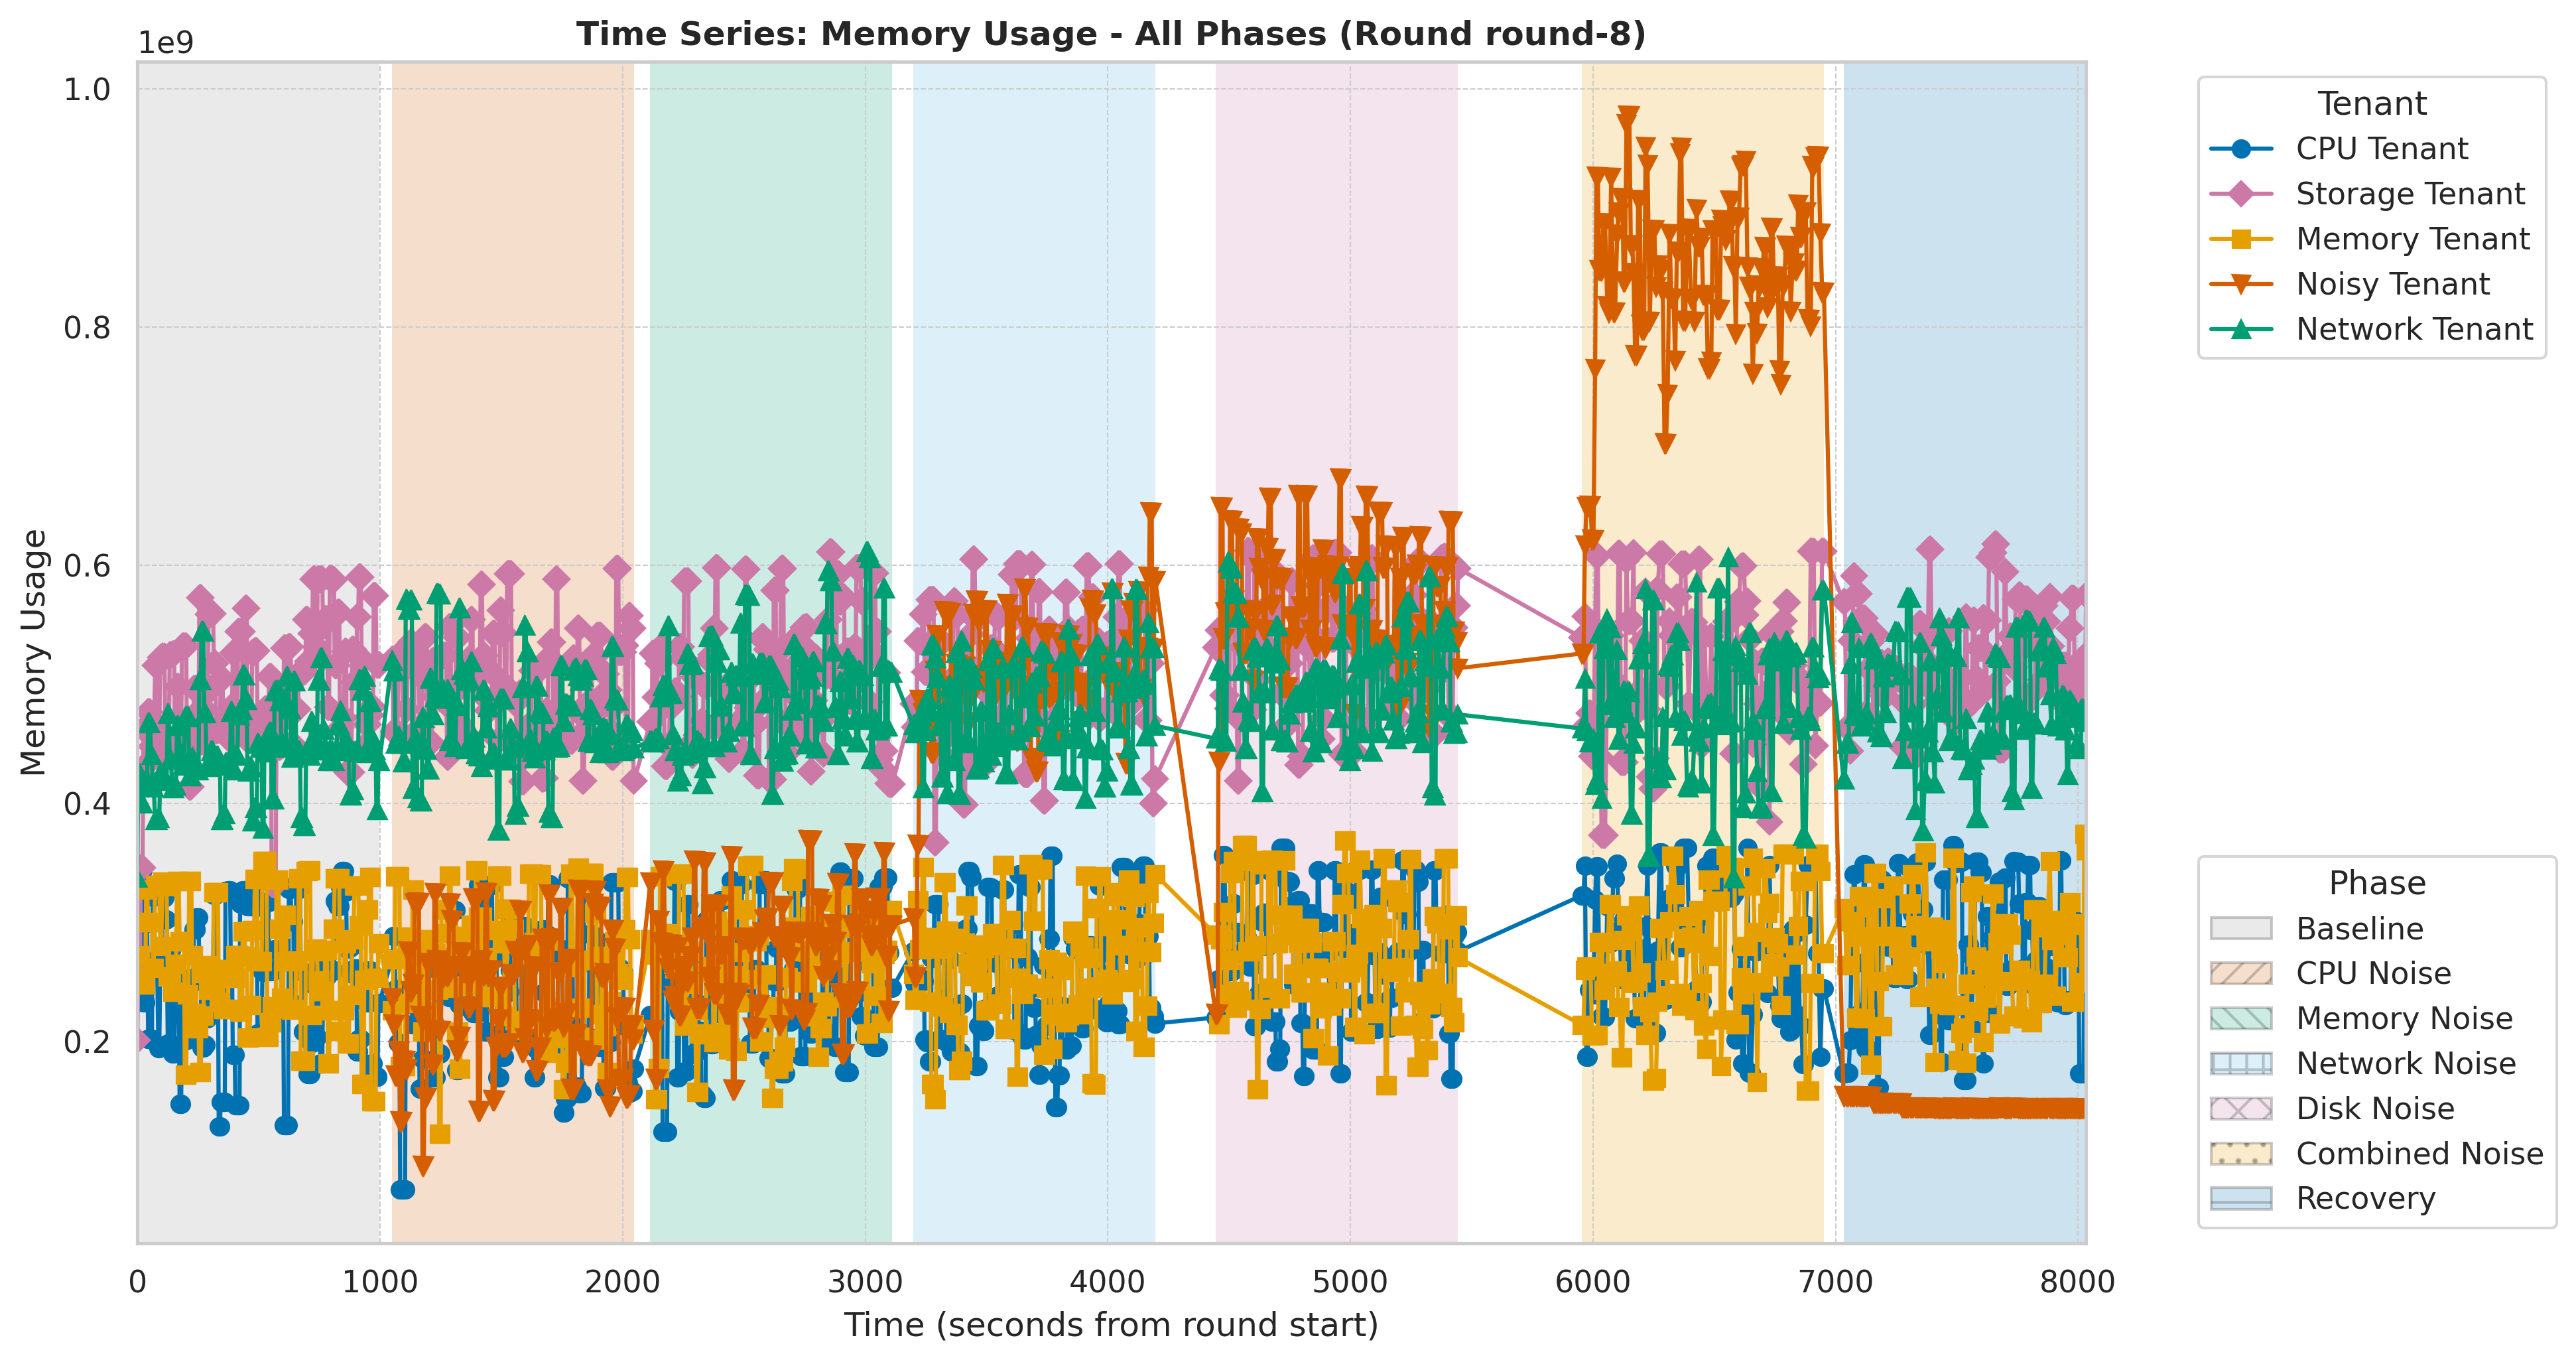 Time Series: Memory Usage - All Phases (Round round-8)
1e9
1.0
0.8
0.6
0.4
0.2
Memory Usage
0 1000 2000 3000 4000 5000 6000 7000 8000
Time (seconds from round start)
Tenant
CPU Tenant
Storage Tenant
Memory Tenant
Noisy Tenant
Network Tenant
Phase
Baseline
CPU Noise
Memory Noise
Network Noise
Disk Noise
Combined Noise
Recovery